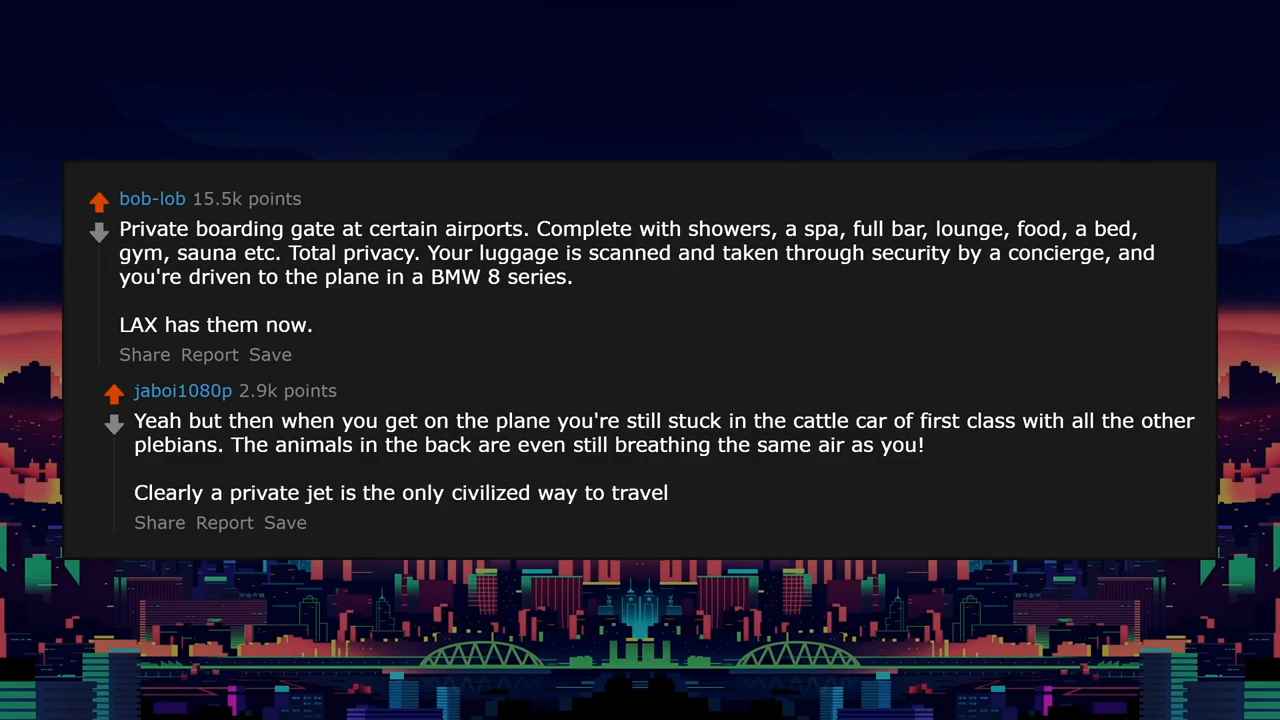 bob-lob 15.5k points
Private boarding gate at certain airports. Complete with showers, a spa, full bar, lounge, food, a bed,
gym, sauna etc. Total privacy. Your luggage is scanned and taken through security by a concierge, and
you're driven to the plane in a BMW 8 series.
LAX has them now.
Share Report Save
jaboi1080p 2.9k points
Yeah but then when you get on the plane you're still stuck in the cattle car of first class with all the other
plebians. The animals in the back are even still breathing the same air as you!
Clearly a private jet is the only civilized way to travel
Share Report Save